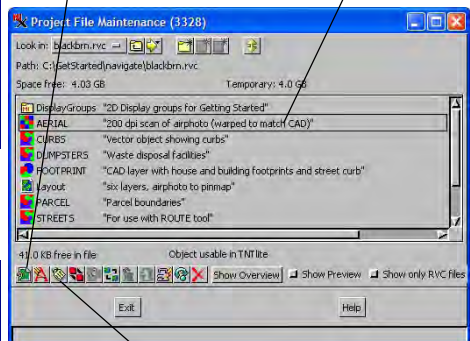 Project File Maintenance (3328)
Look in: blackbrn.rvc
Path: C:\GetStarted\navigate\blackbrn.rvc
Space free: 4.03 GB Temporary: 4.0 GB
DisplayGroups "2D Display groups for Getting Started"
AERIAL "200 dpi scan of airphoto (warped to match CAD)"
CURBS "Vector object showing curbs"
DUMPSTERS "Waste disposal facilities"
FOOTPRINT "CAD layer with house and building footprints and street curb"
Layout "six layers, airphoto to pinmap"
PARCEL "Parcel boundaries"
STREETS "For use with ROUTE tool"
KB free in file Object usable in TNTlite
Show Overview Show Preview Show only RVC files
Exit Help